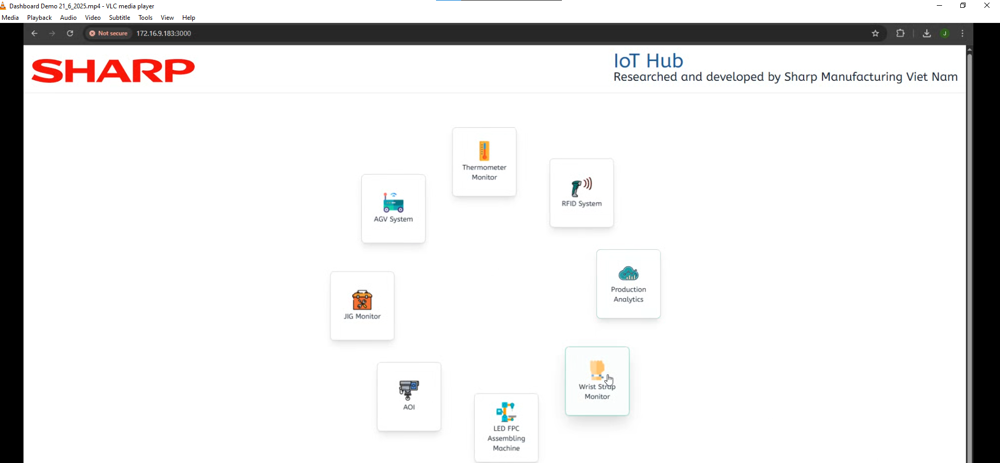 Dashboard Demo 21_6_2025.mp4 - VLC media player
Media Playback Audio Video Subtitle Tools View Help
Not secure 172.16.9.183:3000
J
SHARP
IoT Hub
Researched and developed by Sharp Manufacturing Viet Nam
Thermometer
Monitor
RFID System
AGV System
Production
Analytics
JIG Monitor
Wrist Strap
Monitor
AOI
LED FPC
Assembling
Machine